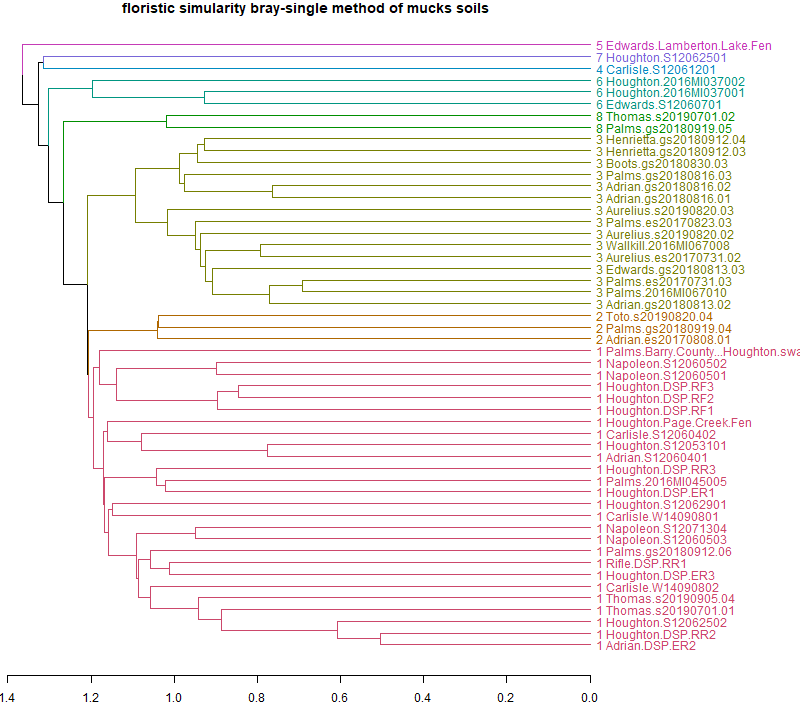 floristic simularity bray-single method of mucks soils
5 Edwards.Lamberton.Lake.Fen
7 Houghton.S12062501
4 Carlisle.S12061201
6 Houghton.2016MI037002
6 Houghton.2016MI037001
6 Edwards.S12060701
8 Thomas.s20190701.02
8 Palms.gs20180919.05
3 Henrietta.gs20180912.04
3 Henrietta.gs20180912.03
3 Boots.gs20180830.03
3 Palms.gs20180816.03
3 Adrian.gs20180816.02
3 Adrian.gs20180816.01
3 Aurelius.s20190820.03
3 Palms.es20170823.03
3 Aurelius.s20190820.02
3 Wallkill.2016MI067008
3 Aurelius.es20170731.02
3 Edwards.gs20180813.03
3 Palms.es20170731.03
3 Palms.2016MI067010
3 Adrian.gs20180813.02
2 Toto.s20190820.04
2 Palms.gs20180919.04
2 Adrian.es20170808.01
1 Palms.Barry.County...Houghton.swa
1 Napoleon.S12060502
1 Napoleon.S12060501
1 Houghton.DSP.RF3
1 Houghton.DSP.RF2
1 Houghton.DSP.RF1
1 Houghton.Page.Creek.Fen
1 Carlisle.S12060402
1 Houghton.S12053101
1 Adrian.S12060401
1 Houghton.DSP.RR3
1 Palms.2016MI045005
1 Houghton.DSP.ER1
1 Houghton.S12062901
1 Carlisle.W14090801
1 Napoleon.S12071304
1 Napoleon.S12060503
1 Palms.gs20180912.06
1 Rifle.DSP.RR1
1 Houghton.DSP.ER3
1 Carlisle.W14090802
1 Thomas.s20190905.04
1 Thomas.s20190701.01
1 Houghton.S12062502
1 Houghton.DSP.RR2
1 Adrian.DSP.ER2
1.4 1.2 1.0 0.8 0.6 0.4 0.2 0.0